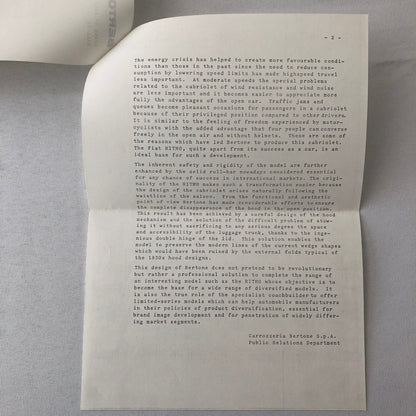 - 2 -
The energy crisis has helped to create more favourable condi-
tions than those in the past since the need to reduce con-
sumption by lowering speed limits has made highspeed travel
less important. At moderate speeds the special problems
related to the cabriolet of wind resistance and wind noise
are less important and it becomes easier to appreciate more
fully the advantages of the open car. Traffic jams and
queues become pleasant occasions for passengers in a cabriolet
because of their privileged position compared to other drivers.
It is similar to the feeling of freedom experienced by motor-
cyclists with the added advantage that four people can converse
freely in the open air and without helmets. These are some of
the reasons which have led Bertone to produce this cabriolet.
The Fiat RITMO, quite apart from its success as a car, is an
ideal base for such a development.
The inherent safety and rigidity of the model are further
enhanced by the solid roll-bar nowadays considered essential
for any chance of success in international markets. The origi-
nality of the RITMO makes such a transformation easier because
the design of the cabriolet arises naturally following the
waistline of the saloon. From the functional and aesthetic
point of view Bertone has made considerable efforts to ensure
the complete disappearance of the hood in the open position.
This result has been achieved by a careful design of the hood
mechanism and the solution of the difficult problem of stow-
ing it without sacrificing to any serious degree the space
and accessibility of the luggage trunk, thanks to the inge-
nious double hinge of the lid. This solution enables the
model to preserve the modern lines of the current wedge shapes
which would have been ruined by the external folds typical of
the 1930s hood designs.
This design of Bertone does not pretend to be revolutionary
but rather a professional solution to complete the range of
an interesting model such as the RITMO whose objective is to
become the base for a wide range of diversified models. It
is also the true role of the specialist coachbuilder to offer
limited-series models which can help automobile manufacturers
in their policies of product diversification, essential for
brand image development and for penetration of widely differ-
ing market segments.
Carrozzeria Bertone S.p.A.
Public Relations Department